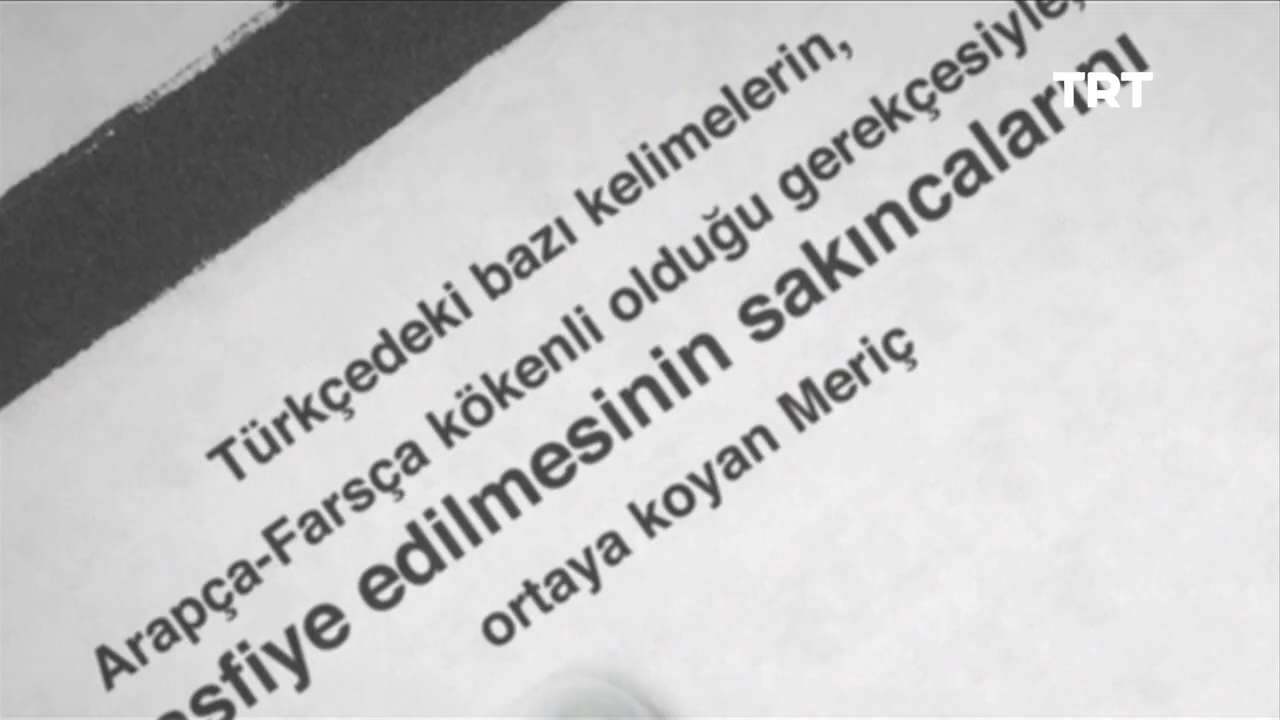 TRT
Türkçedeki bazı kelimelerin,
Arapça-Farsça kökenli olduğu gerekçesiyle,
edilmesinin sakıncalarını
ortaya koyan Meriç